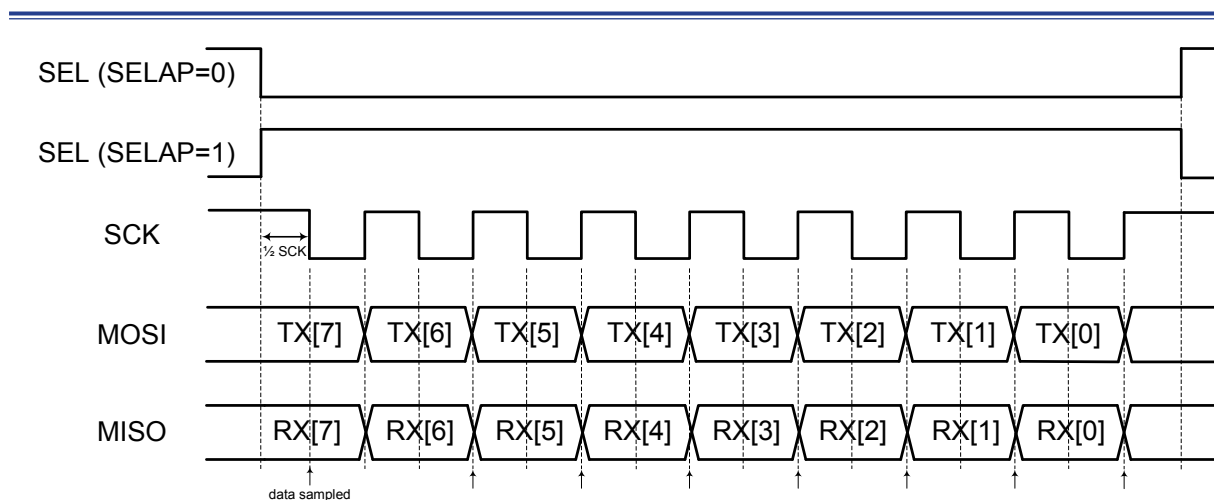 SEL (SELAP=0)
SEL (SELAP=1)
SCK
½ SCK
MOSI TX[7] TX[6] TX[5] TX[4] TX[3] TX[2] TX[1] TX[0]
MISO RX[7] RX[6] RX[5] RX[4] RX[3] RX[2] RX[1] RX[0]
data sampled